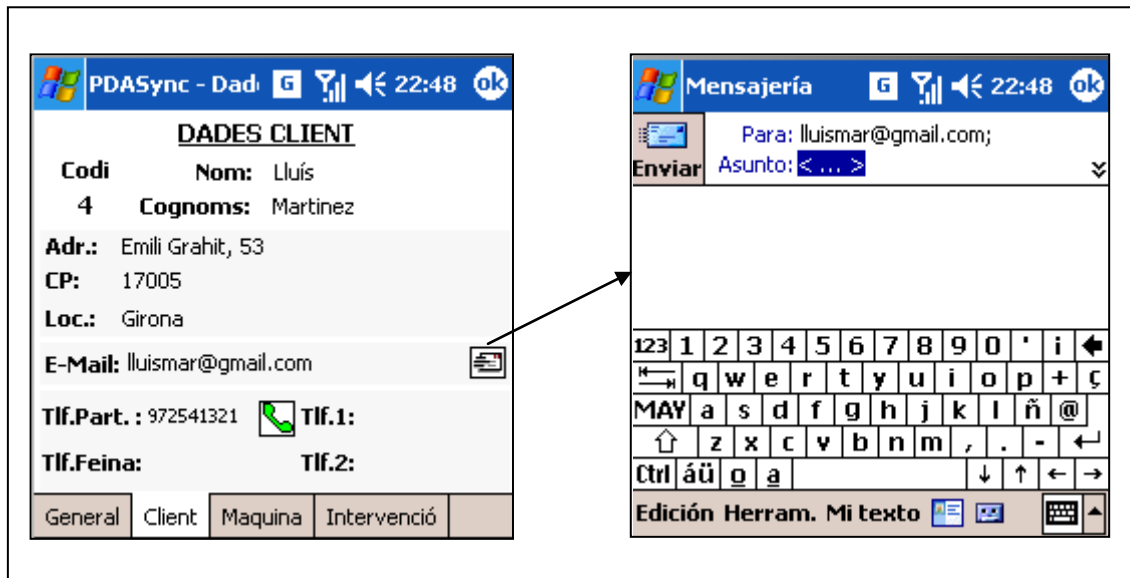 PDASync - Dad
G
22:48
ok
DADES CLIENT
Codi Nom: Lluís
4 Cognoms: Martinez
Adr.: Emili Grahit, 53
CP: 17005
Loc.: Girona
E-Mail: lluismar@gmail.com
Tlf.Part. : 972541321 Tlf.1:
Tlf.Feina: Tlf.2:
General Client Maquina Intervenció
Mensajería
G
22:48
ok
Enviar
Para: lluismar@gmail.com;
Asunto: < ... >
123 1 2 3 4 5 6 7 8 9 0 ' i
q w e r t y u i o p + ç
MAY a s d f g h j k l ñ @
z x c v b n m , . -
Ctrl áü o a ↓ ↑ ← →
Edición Herram. Mi texto